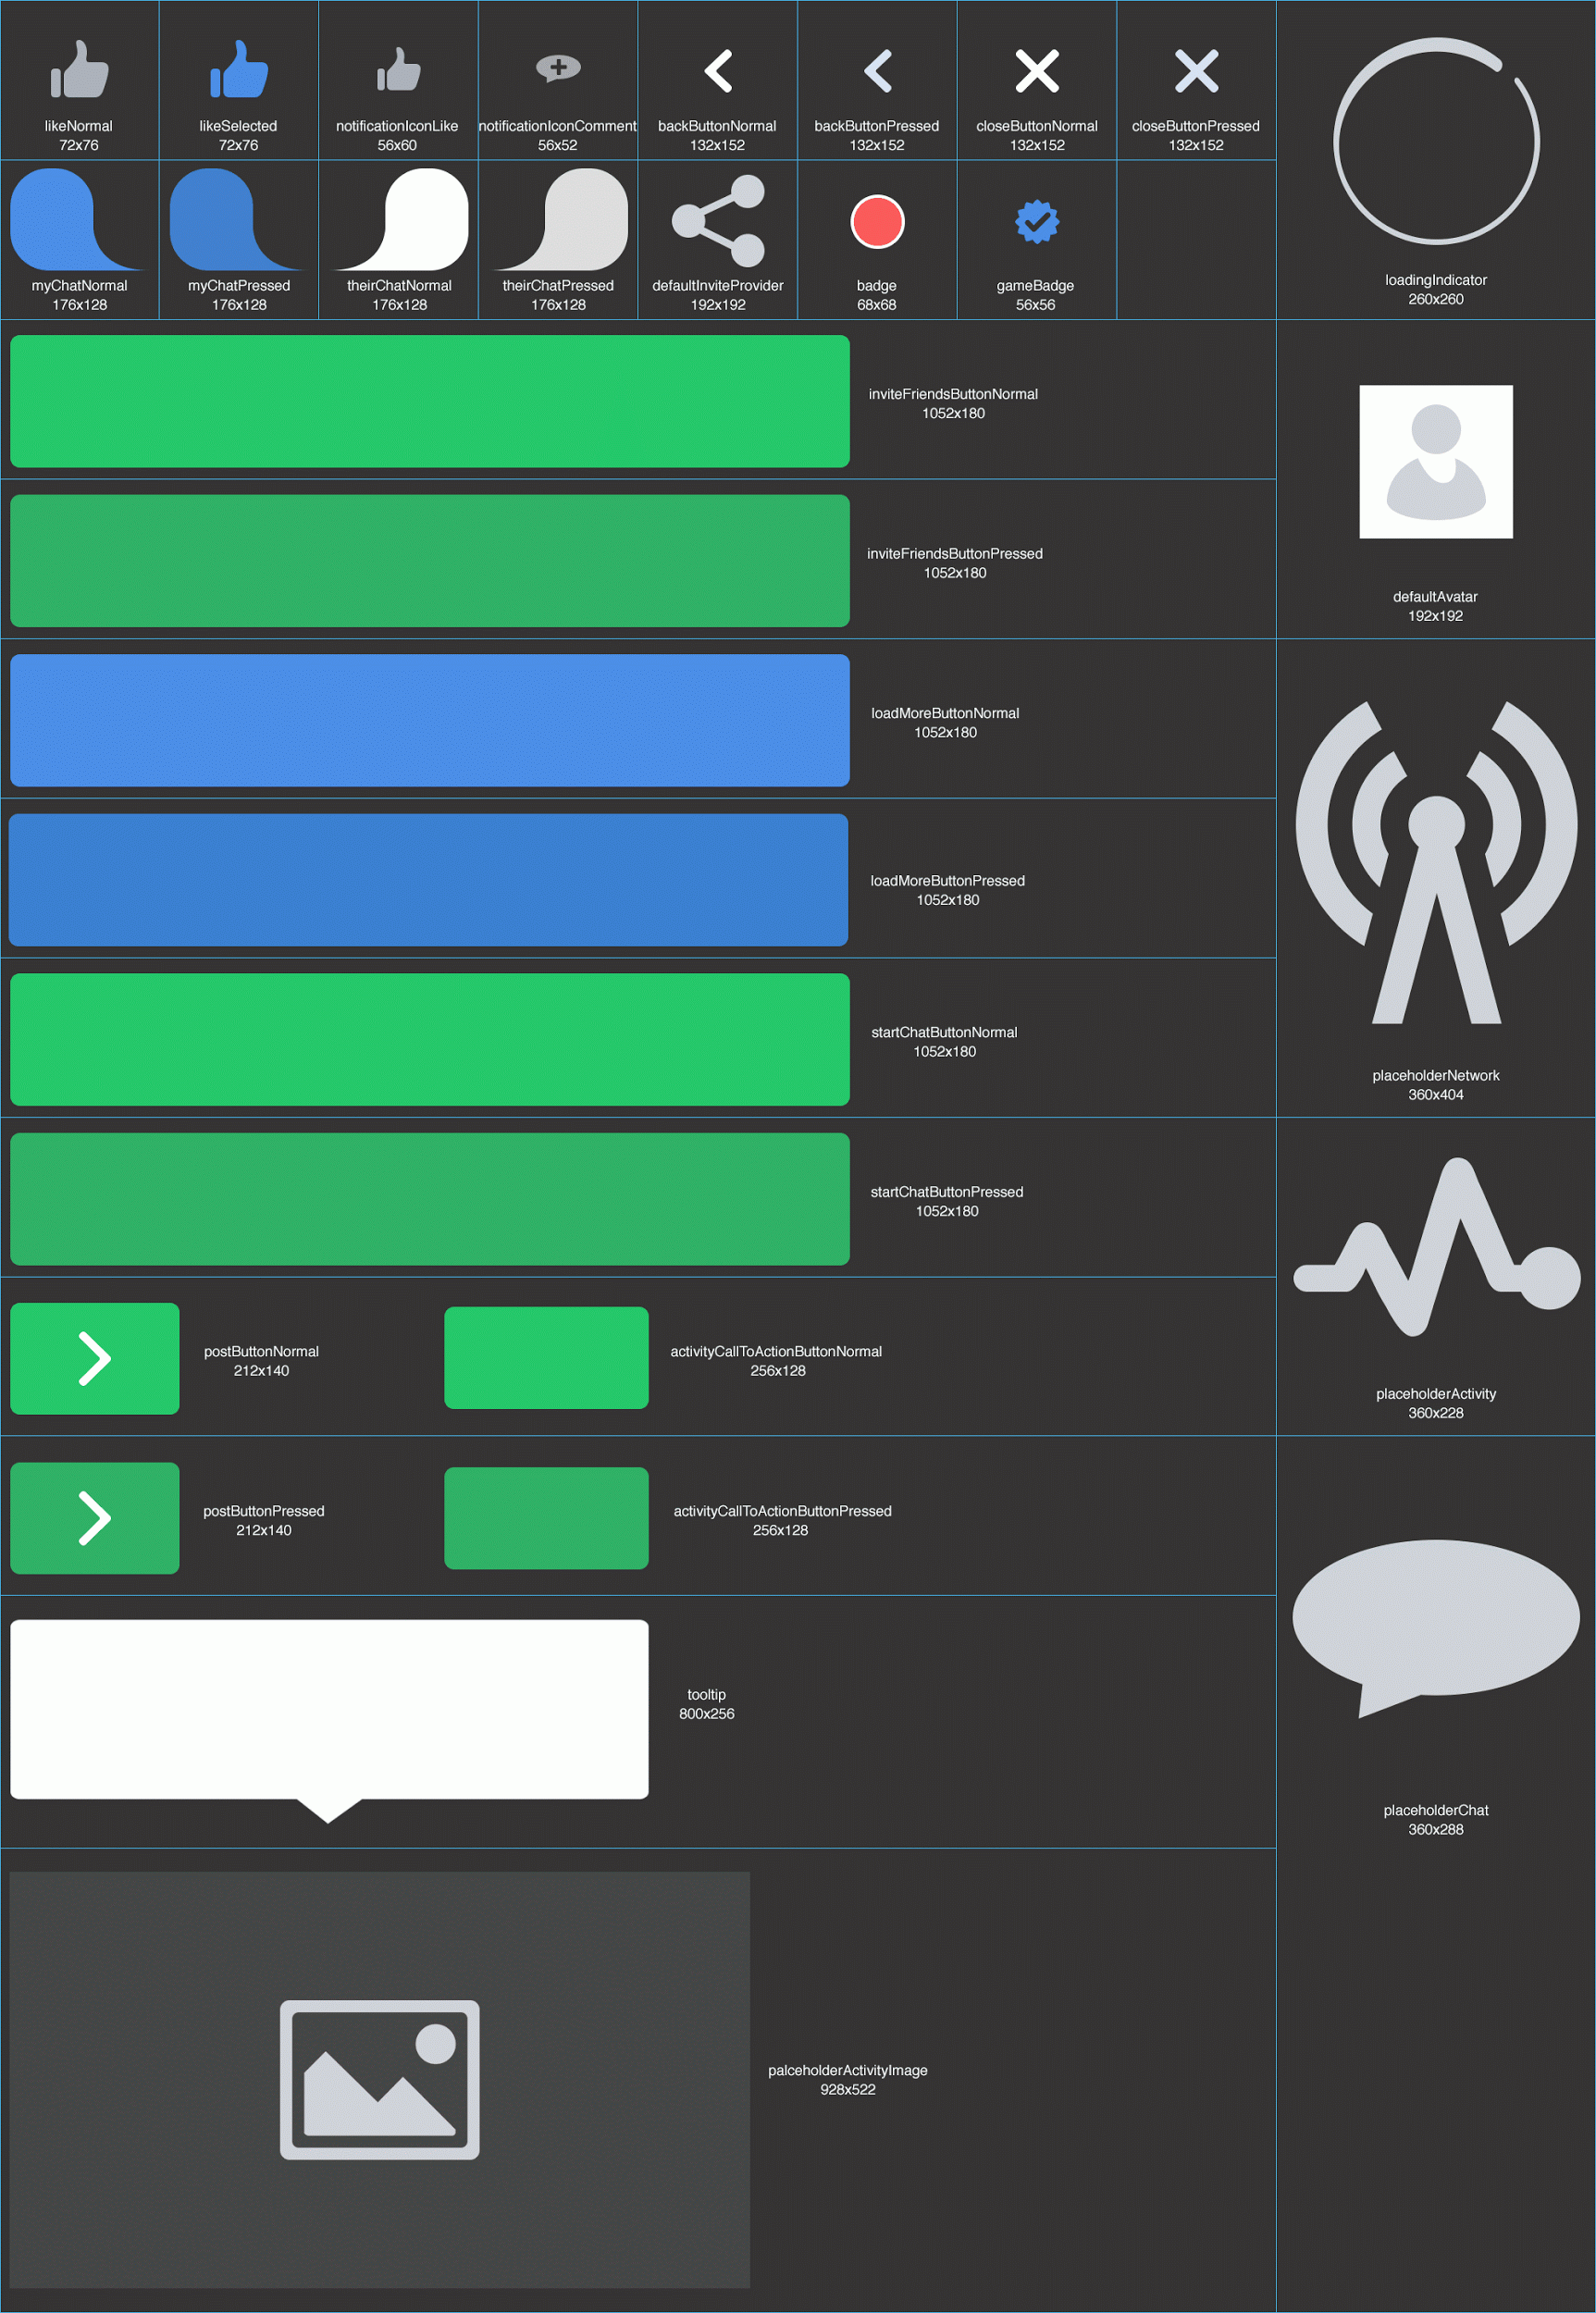 likeNormal
72x76
likeSelected
72x76
notificationIconLike
56x60
notificationIconComment
56x52
backButtonNormal
132x152
backButtonPressed
132x152
closeButtonNormal
132x152
closeButtonPressed
132x152
loadingIndicator
260x260
myChatNormal
176x128
myChatPressed
176x128
theirChatNormal
176x128
theirChatPressed
176x128
defaultInviteProvider
192x192
badge
68x68
gameBadge
56x56
inviteFriendsButtonNormal
1052x180
inviteFriendsButtonPressed
1052x180
defaultAvatar
192x192
loadMoreButtonNormal
1052x180
loadMoreButtonPressed
1052x180
startChatButtonNormal
1052x180
placeholderNetwork
360x404
startChatButtonPressed
1052x180
postButtonNormal
212x140
activityCallToActionButtonNormal
256x128
placeholderActivity
360x228
postButtonPressed
212x140
activityCallToActionButtonPressed
256x128
tooltip
800x256
placeholderChat
360x288
palceholderActivityImage
928x522